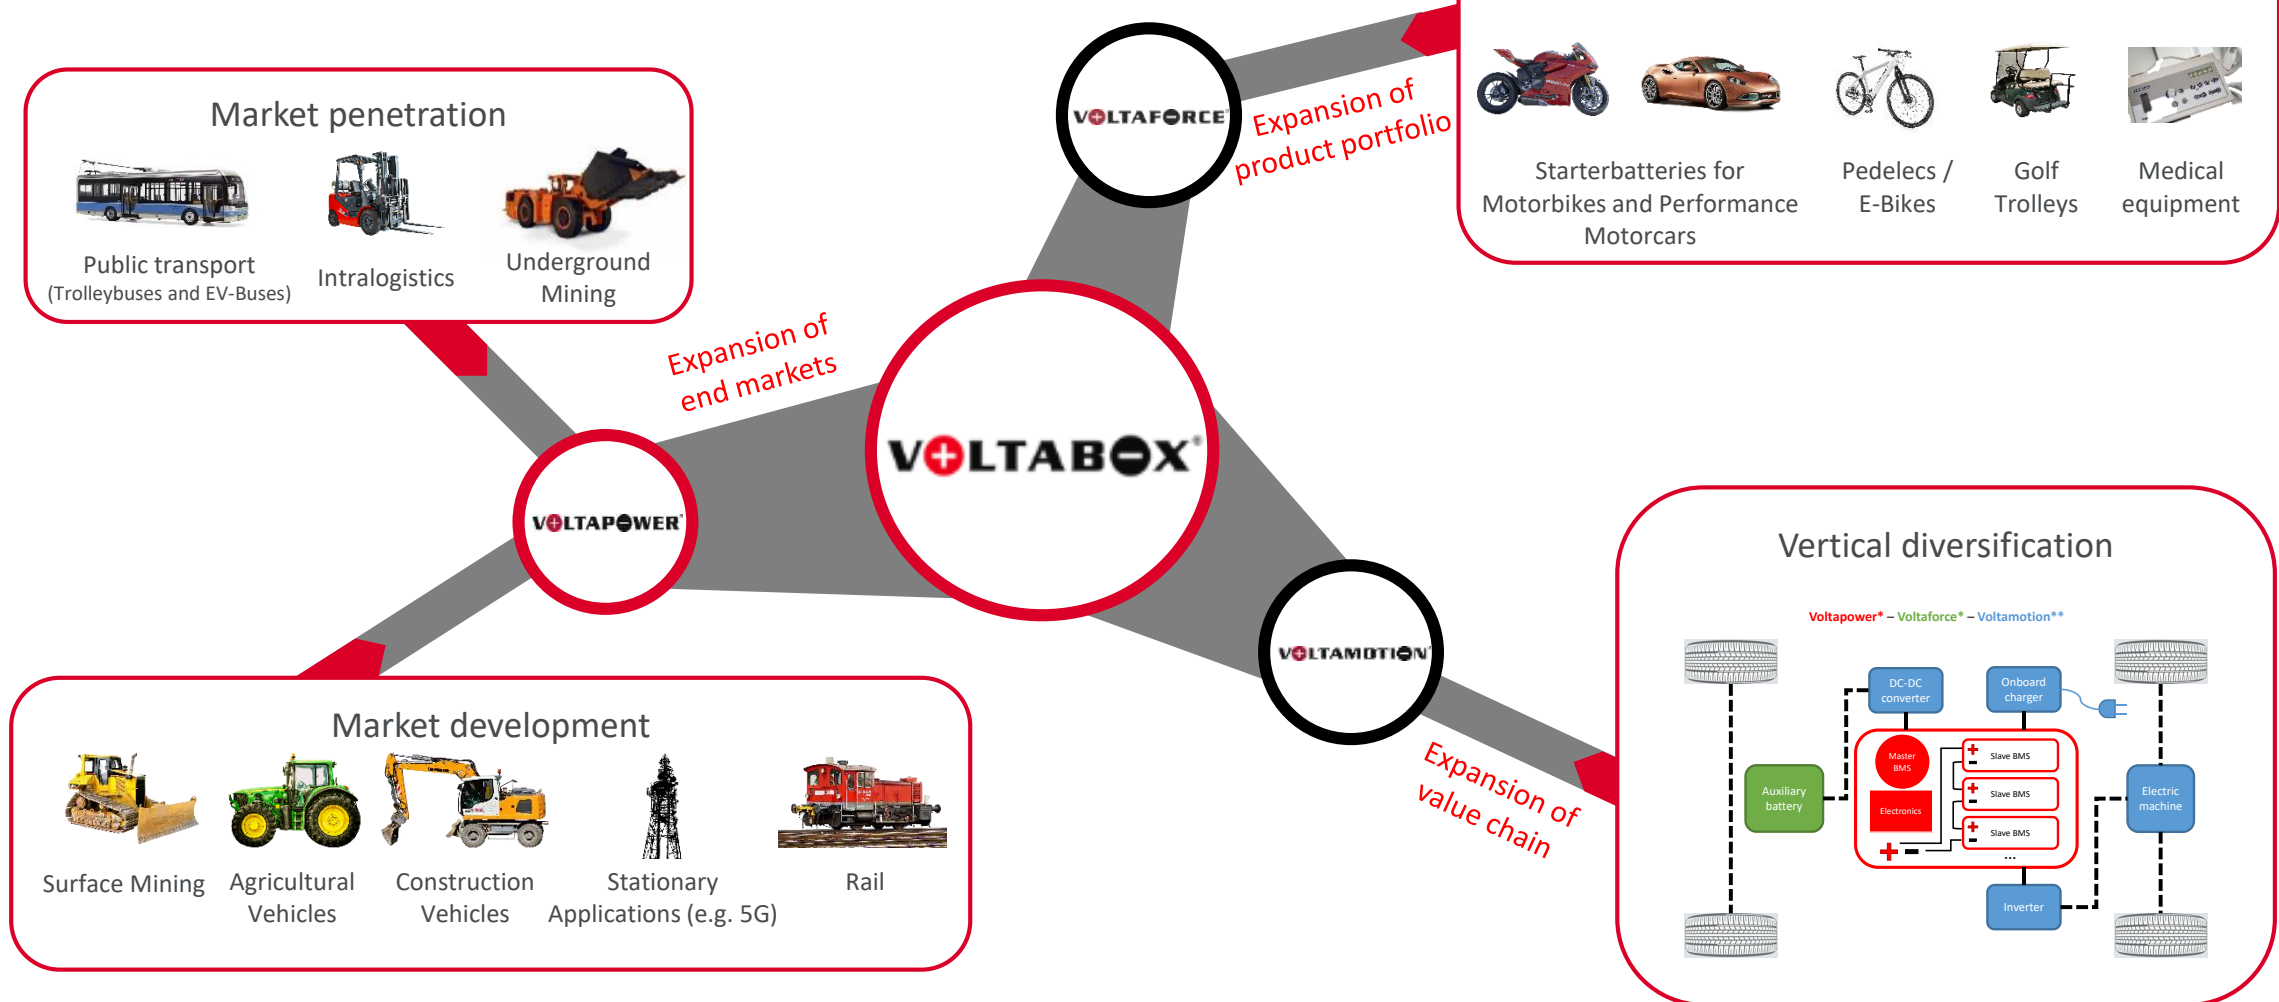 Market penetration
Public transport
(Trolleybuses and EV-Buses)
Intralogistics
Underground
Mining
VOLTAFORCE
Expansion of
product portfolio
Starterbatteries for
Motorbikes and Performance
Motorcars
Pedelecs /
E-Bikes
Golf
Trolleys
Medical
equipment
Expansion of
end markets
VOLTABOX®
VOLTAPOWER
VOLTAMOTION
Expansion of
value chain
Market development
Surface Mining
Agricultural
Vehicles
Construction
Vehicles
Stationary
Applications (e.g. 5G)
Rail
Vertical diversification
Voltapower* – Voltaforce* – Voltamotion**
DC-DC
converter
Onboard
charger
Master
BMS
Electronics
+ -
+
-
Slave BMS
+
-
Slave BMS
+
-
Slave BMS
...
Auxiliary
battery
Electric
machine
Inverter